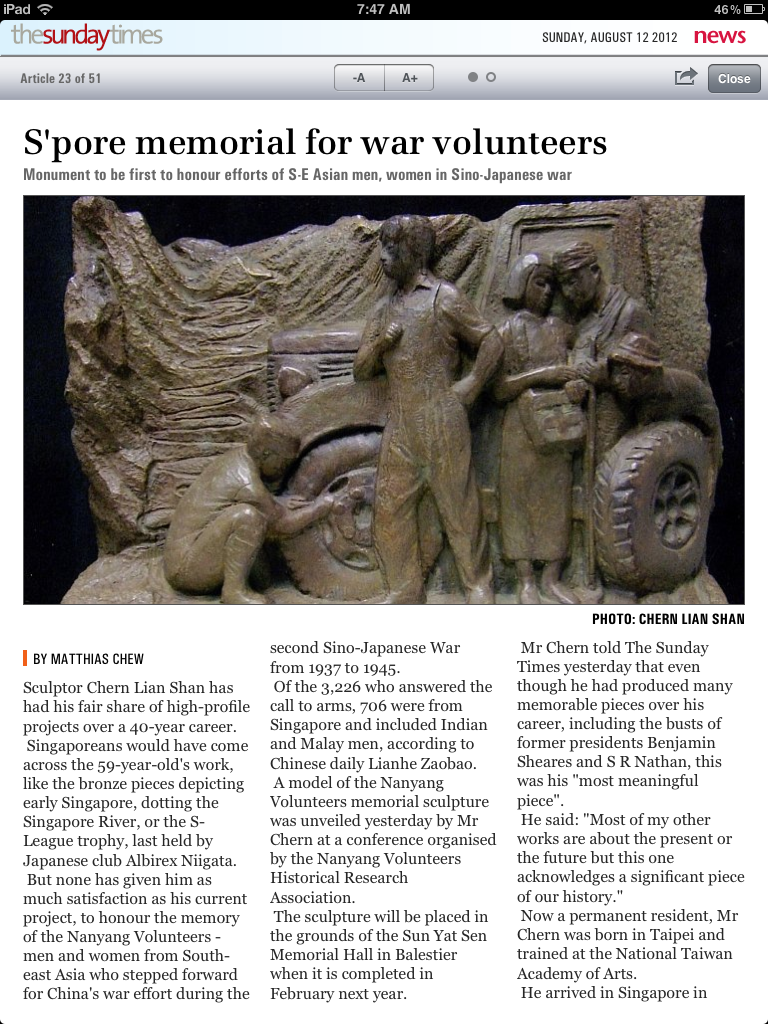 iPad
7:47 AM
46%
thesundaytimes
SUNDAY, AUGUST 12 2012
news
Article 23 of 51
-A
A+
Close
S'pore memorial for war volunteers
Monument to be first to honour efforts of S-E Asian men, women in Sino-Japanese war
PHOTO: CHERN LIAN SHAN
BY MATTHIAS CHEW
Sculptor Chern Lian Shan has
had his fair share of high-profile
projects over a 40-year career.
Singaporeans would have come
across the 59-year-old's work,
like the bronze pieces depicting
early Singapore, dotting the
Singapore River, or the S-
League trophy, last held by
Japanese club Albirex Niigata.
But none has given him as
much satisfaction as his current
project, to honour the memory
of the Nanyang Volunteers -
men and women from South-
east Asia who stepped forward
for China's war effort during the
second Sino-Japanese War
from 1937 to 1945.
Of the 3,226 who answered the
call to arms, 706 were from
Singapore and included Indian
and Malay men, according to
Chinese daily Lianhe Zaobao.
A model of the Nanyang
Volunteers memorial sculpture
was unveiled yesterday by Mr
Chern at a conference organised
by the Nanyang Volunteers
Historical Research
Association.
The sculpture will be placed in
the grounds of the Sun Yat Sen
Memorial Hall in Balestier
when it is completed in
February next year.
Mr Chern told The Sunday
Times yesterday that even
though he had produced many
memorable pieces over his
career, including the busts of
former presidents Benjamin
Sheares and S R Nathan, this
was his "most meaningful
piece".
He said: "Most of my other
works are about the present or
the future but this one
acknowledges a significant piece
of our history."
Now a permanent resident, Mr
Chern was born in Taipei and
trained at the National Taiwan
Academy of Arts.
He arrived in Singapore in